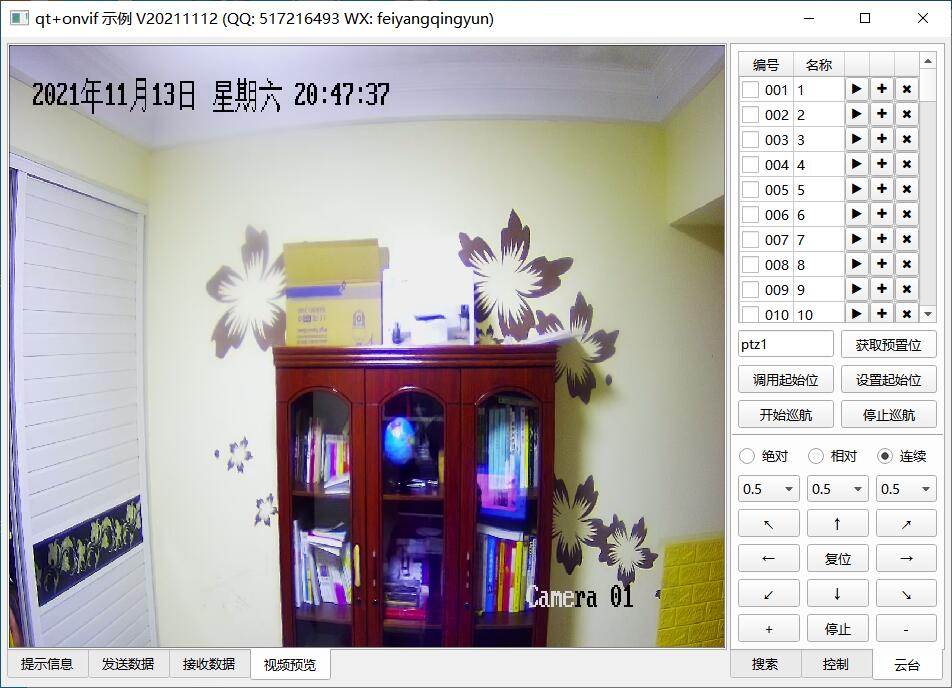 qt+onvif 示例 V20211112 (QQ: 517216493 WX: feiyangqingyun)
2021年11月13日 星期六 20:47:37
Camera 01
提示信息 发送数据 接收数据 视频预览
编号 名称
001 1
002 2
003 3
004 4
005 5
006 6
007 7
008 8
009 9
010 10
ptz1 获取预置位
调用起始位 设置起始位
开始巡航 停止巡航
绝对 相对 连续
0.5 0.5 0.5
↖ ↑ ↗
← 复位 →
↙ ↓ ↘
+ 停止 -
搜索 控制 云台